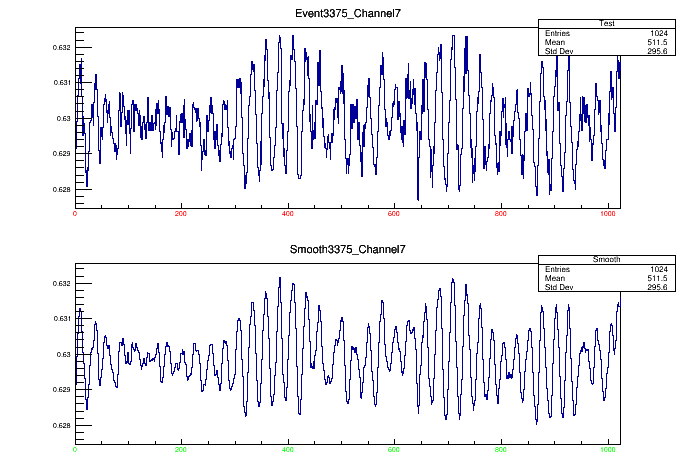 Event3375_Channel7
Test
Entries 1024
Mean 511.5
Std Dev 295.6
0.632
0.631
0.63
0.629
0.628
0 200 400 600 800 1000
Smooth3375_Channel7
Smooth
Entries 1024
Mean 511.5
Std Dev 295.6
0.632
0.631
0.63
0.629
0.628
0 200 400 600 800 1000